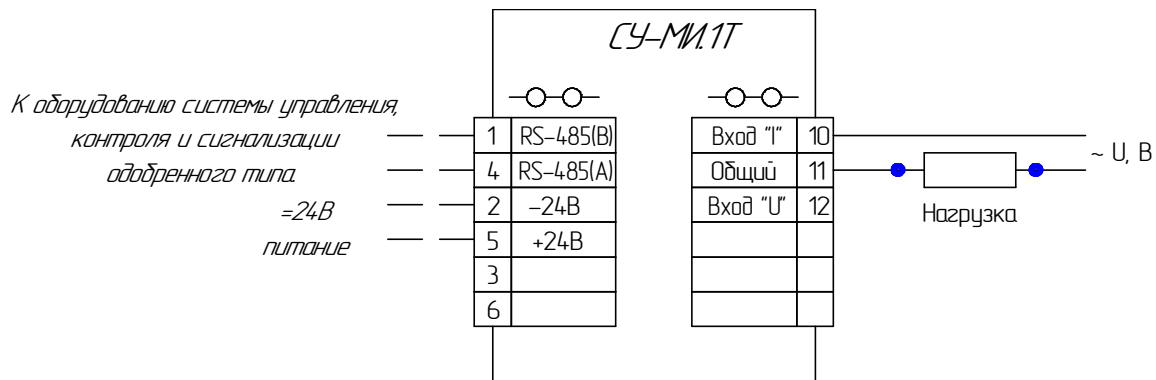 СУ-МИ.1Т
К оборудованию системы управления,
контроля и сигнализации
одобренного типа
=24В
питание
1 RS-485(B)
4 RS-485(A)
2 -24В
5 +24В
3
6
Вход "I" 10
Общий 11
Вход "U" 12
~ U, В
Нагрузка